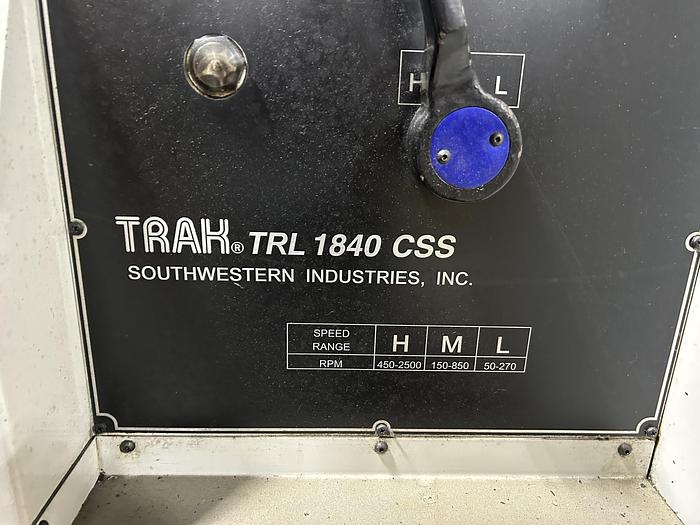 H L
TRAK® TRL 1840 CSS
SOUTHWESTERN INDUSTRIES, INC.
SPEED RANGE H M L
RPM 450-2500 150-850 50-270